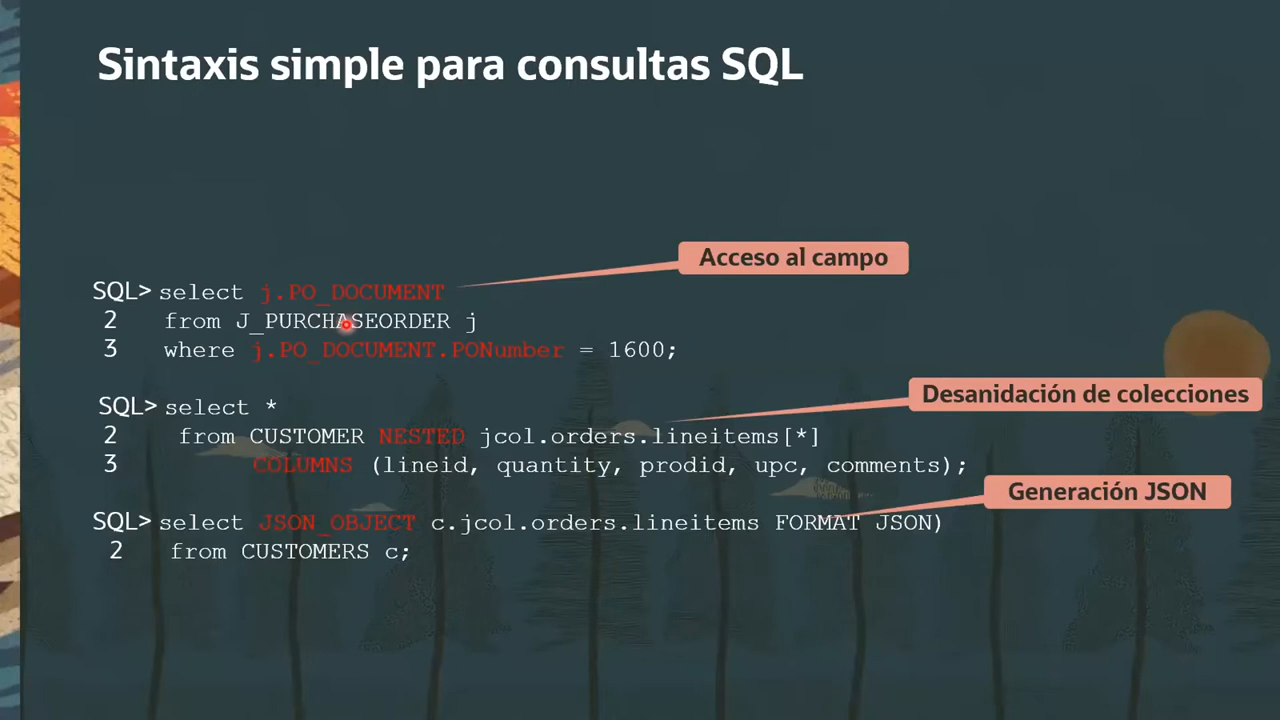 Sintaxis simple para consultas SQL
Acceso al campo
SQL> select j.PO_DOCUMENT
2 from J_PURCHASEORDER j
3 where j.PO_DOCUMENT.PONumber = 1600;
Desanidación de colecciones
SQL> select *
2 from CUSTOMER NESTED jcol.orders.lineitems[*]
3 COLUMNS (lineid, quantity, prodid, upc, comments);
Generación JSON
SQL> select JSON_OBJECT c.jcol.orders.lineitems FORMAT JSON)
2 from CUSTOMERS c;